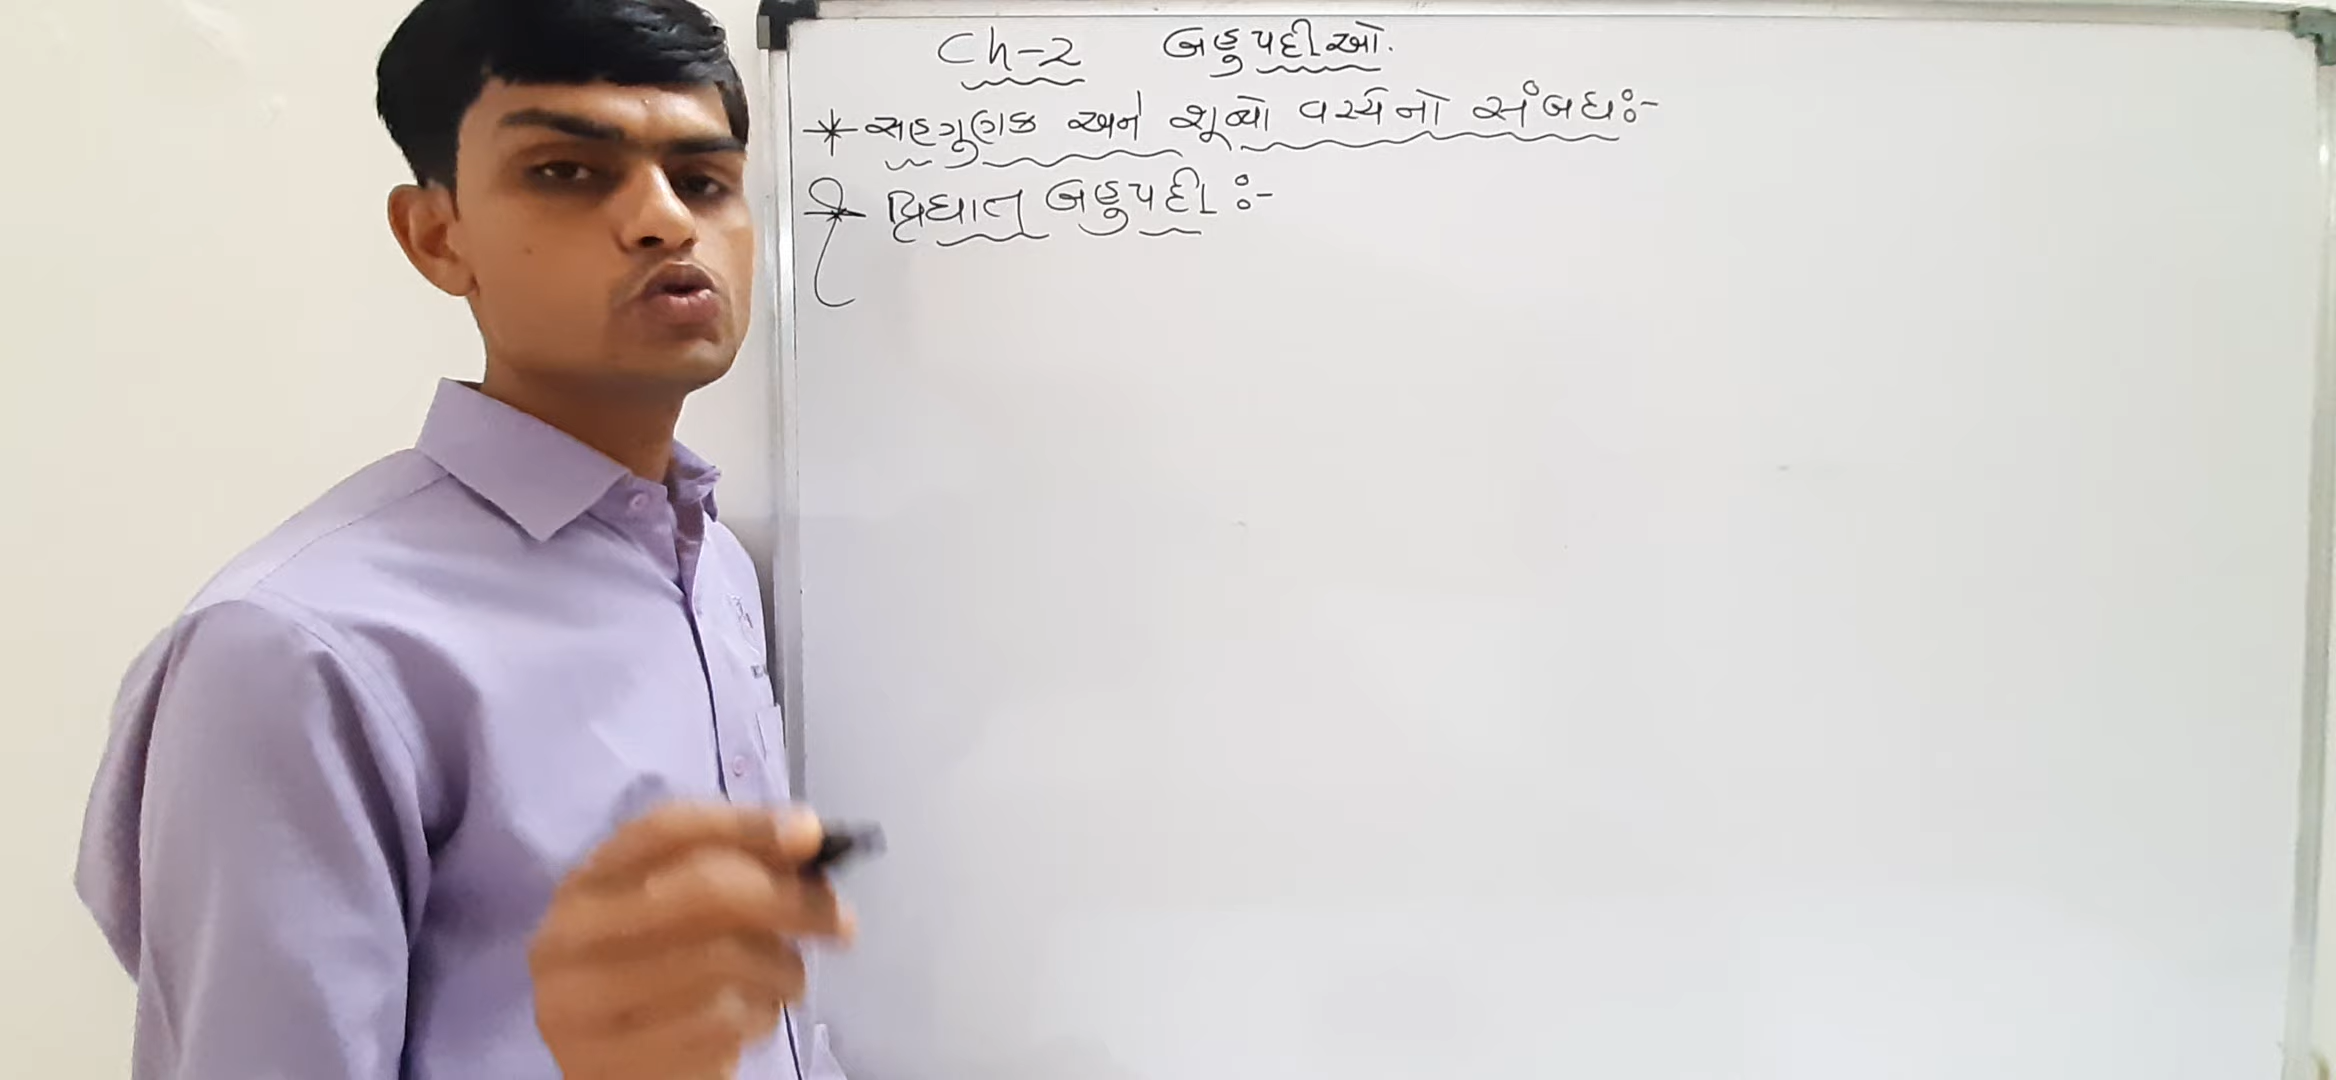 Ch-2 બહુપદીઓ.
* સહગુણક અને શૂન્યો વચ્ચેનો સંબંધ:-
* દ્વિઘાત બહુપદી :-